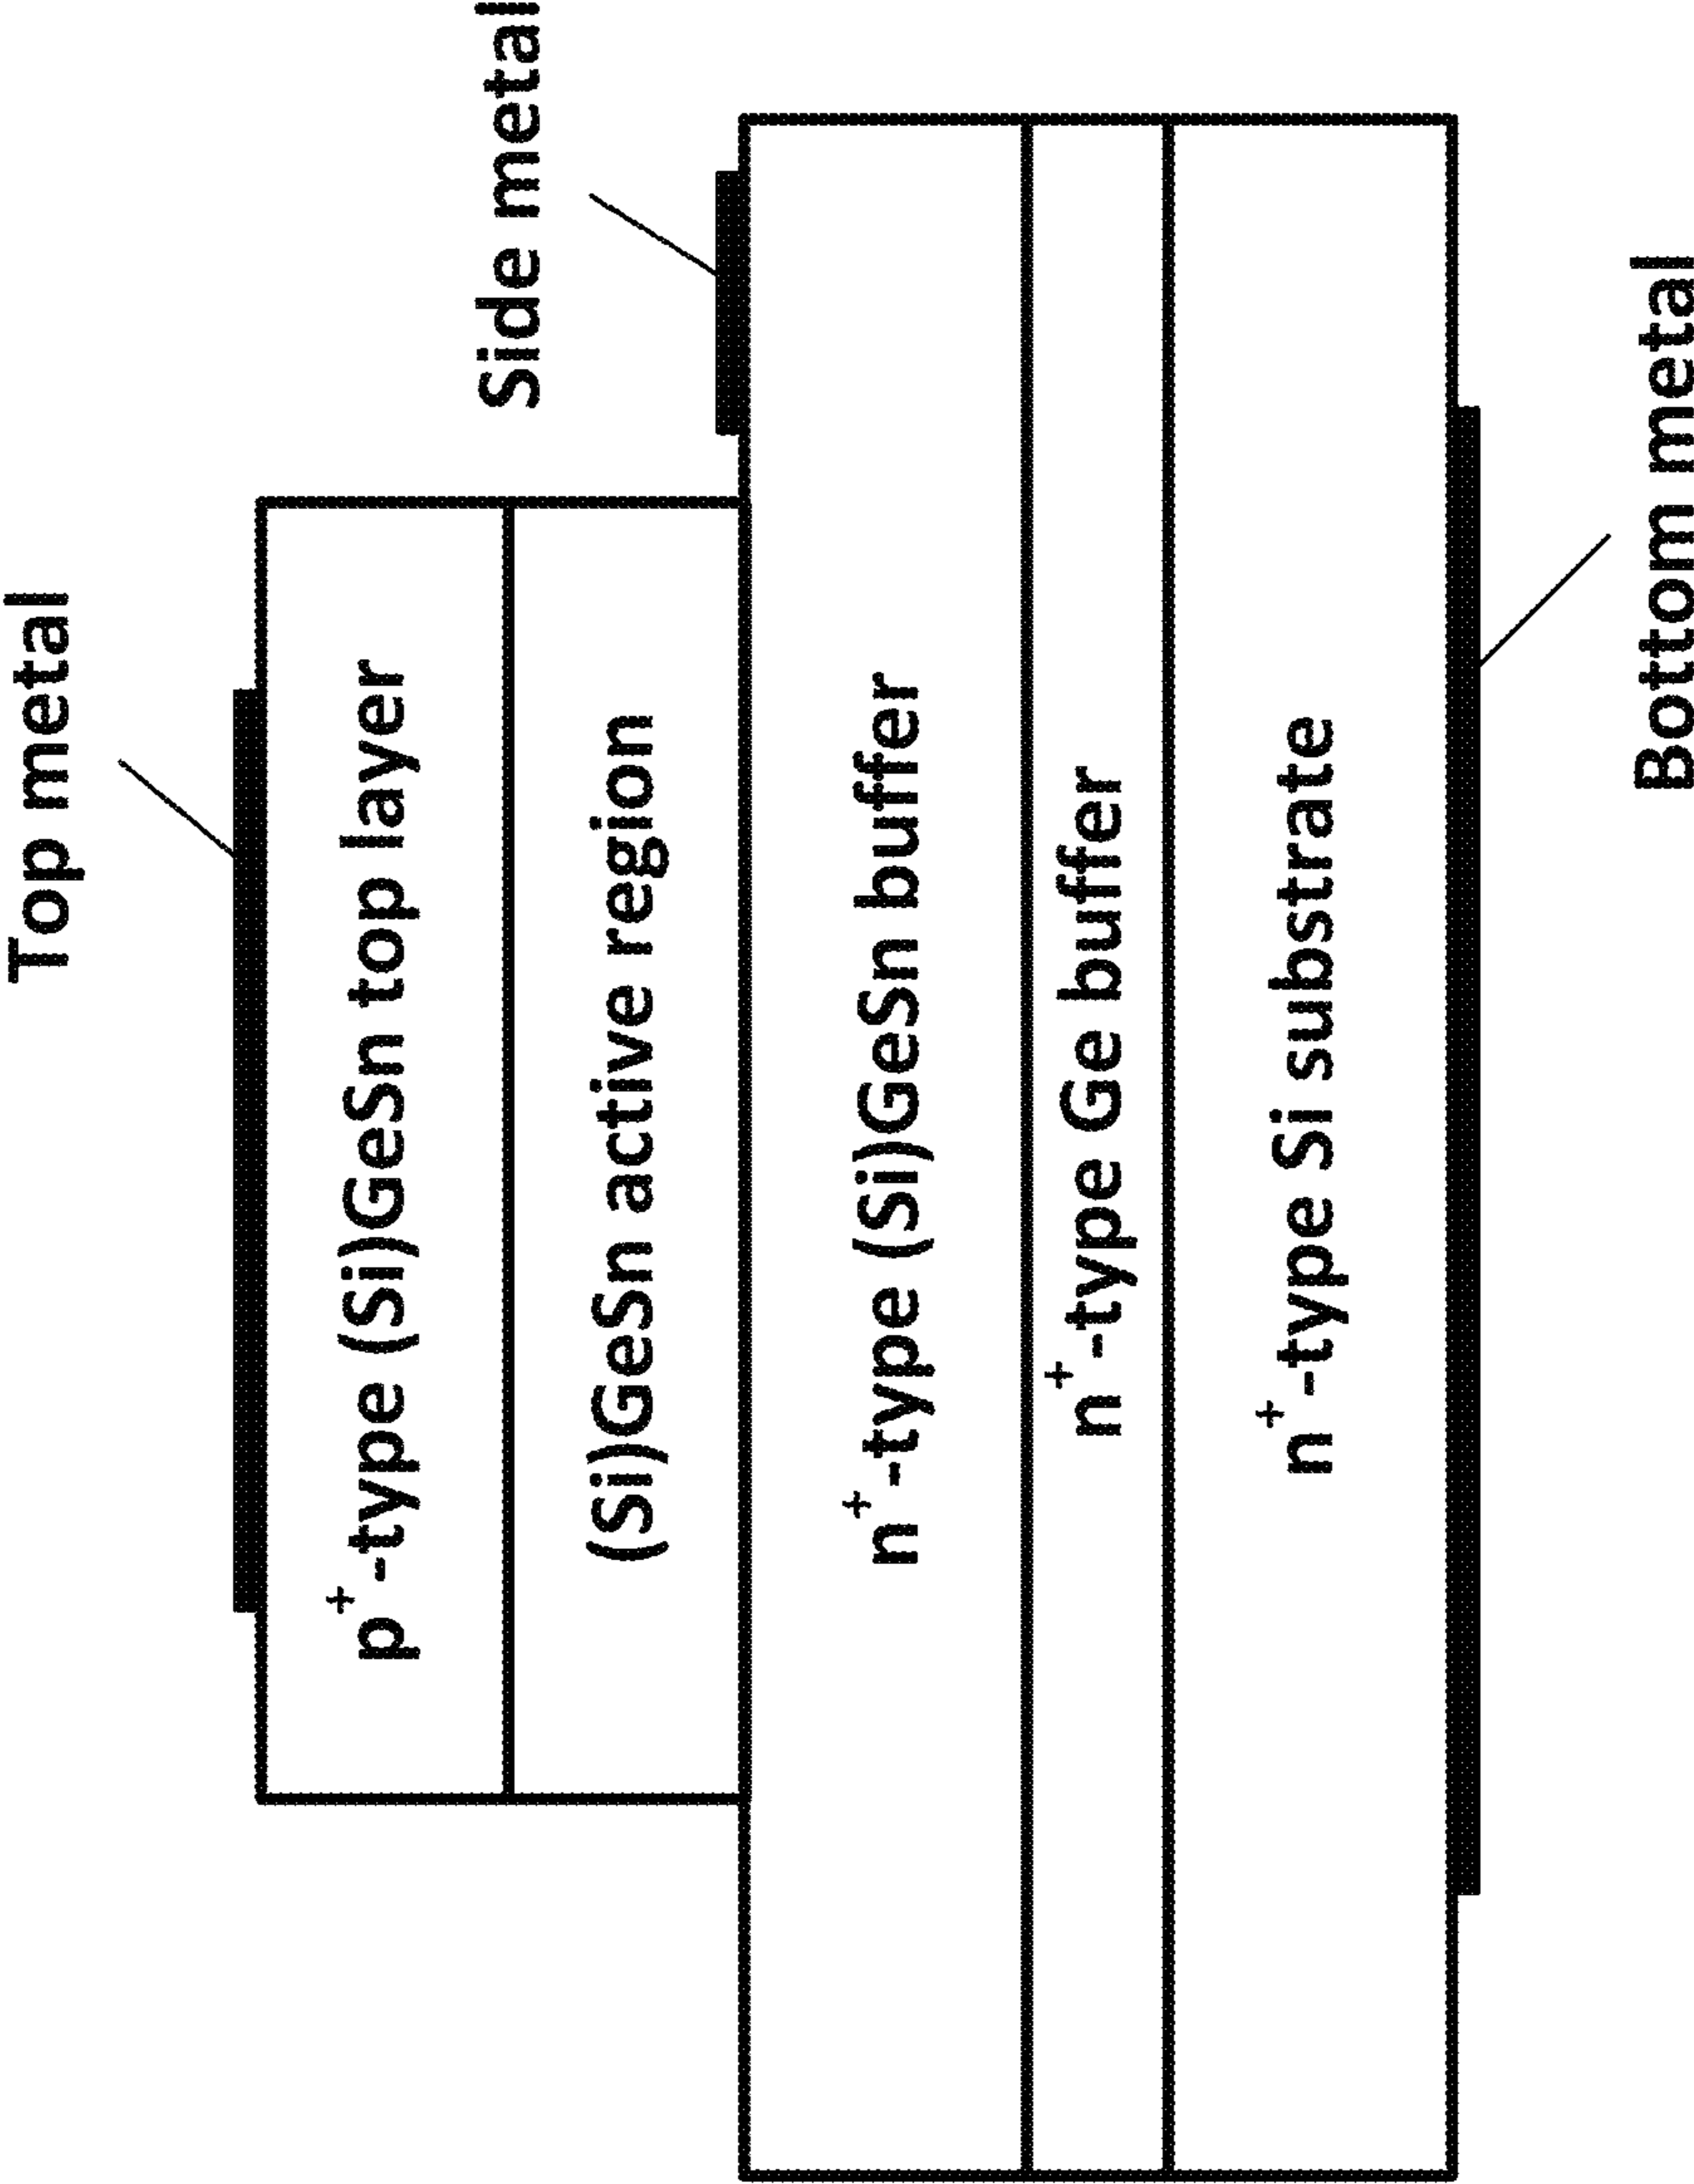 Top metal
Side metal
p⁺-type (Si)GeSn top layer
(Si)GeSn active region
n⁺-type (Si)GeSn buffer
n⁺-type Ge buffer
n⁺-type Si substrate
Bottom metal